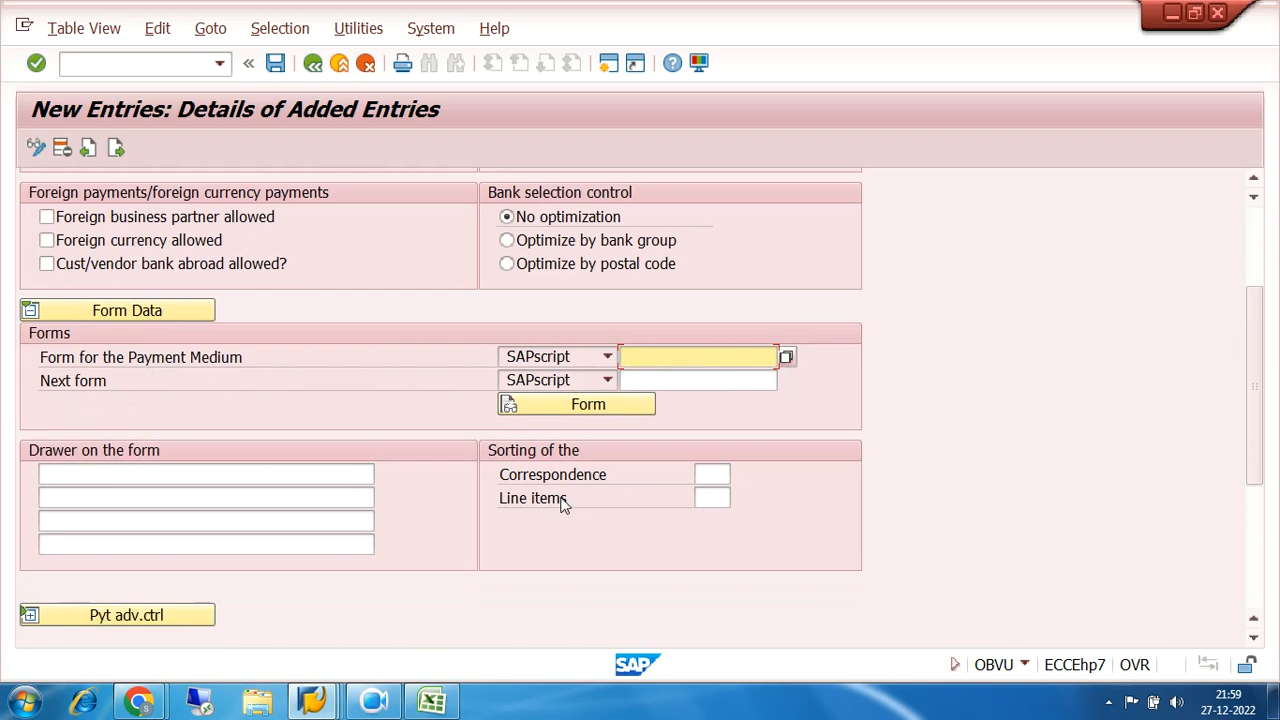 Table View Edit Goto Selection Utilities System Help
New Entries: Details of Added Entries
Foreign payments/foreign currency payments
Foreign business partner allowed
Foreign currency allowed
Cust/vendor bank abroad allowed?
Bank selection control
No optimization
Optimize by bank group
Optimize by postal code
Form Data
Forms
Form for the Payment Medium SAPscript
Next form SAPscript
Form
Drawer on the form
Sorting of the
Correspondence
Line items
Pyt adv.ctrl
SAP
OBVU ECCEhp7 OVR
21:59
27-12-2022